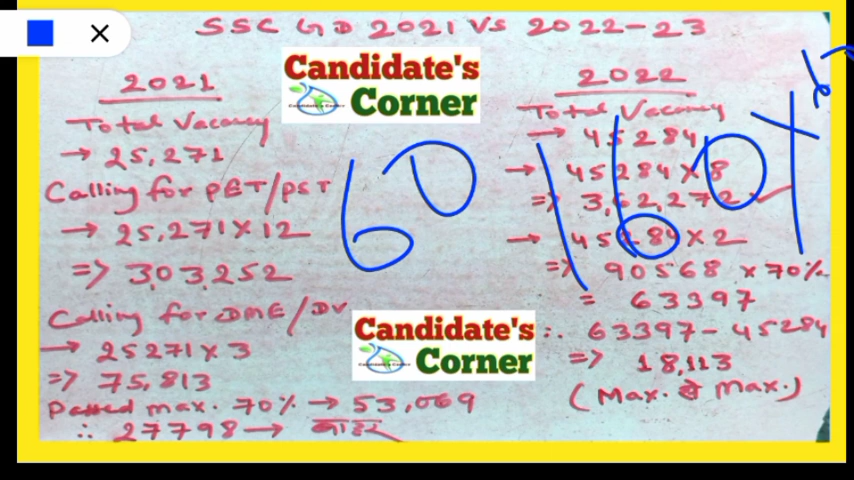 SSC GD 2021 VS 2022-23
Candidate's
Corner
2021
Total Vacancy
→ 25,271
Calling for PET/PST
→ 25,271 X 12
=> 303,252
Calling for DME/DV
→ 25271 X 3
=> 75,813
Passed max. 70% → 53,069
∴ 27798 → बाहर
60
2022
Total Vacancy
→ 45284
→ 45284 X 8
=> 3,62,272
→ 45284 X 2
=> 90568 X 70%
= 63397
∴ 63397 - 45284
=> 18,113
(Max. Max.)
Candidate's
Corner